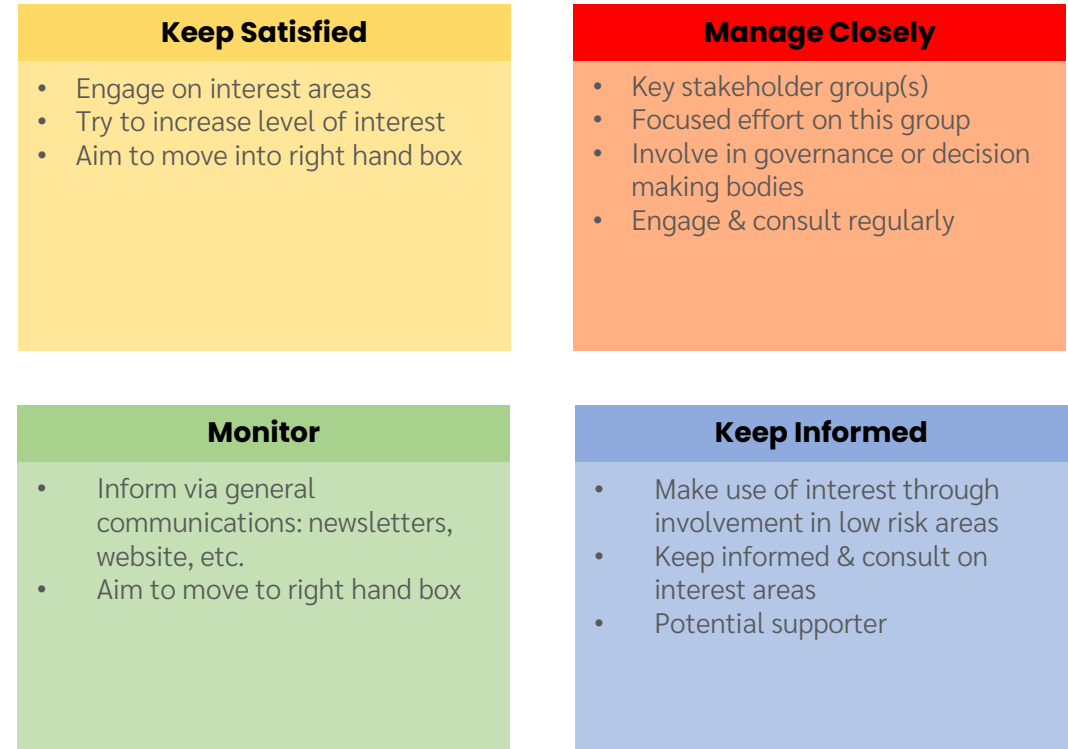 Keep Satisfied
• Engage on interest areas
• Try to increase level of interest
• Aim to move into right hand box
Manage Closely
• Key stakeholder group(s)
• Focused effort on this group
• Involve in governance or decision
making bodies
• Engage & consult regularly
Monitor
• Inform via general
communications: newsletters,
website, etc.
• Aim to move to right hand box
Keep Informed
• Make use of interest through
involvement in low risk areas
• Keep informed & consult on
interest areas
• Potential supporter